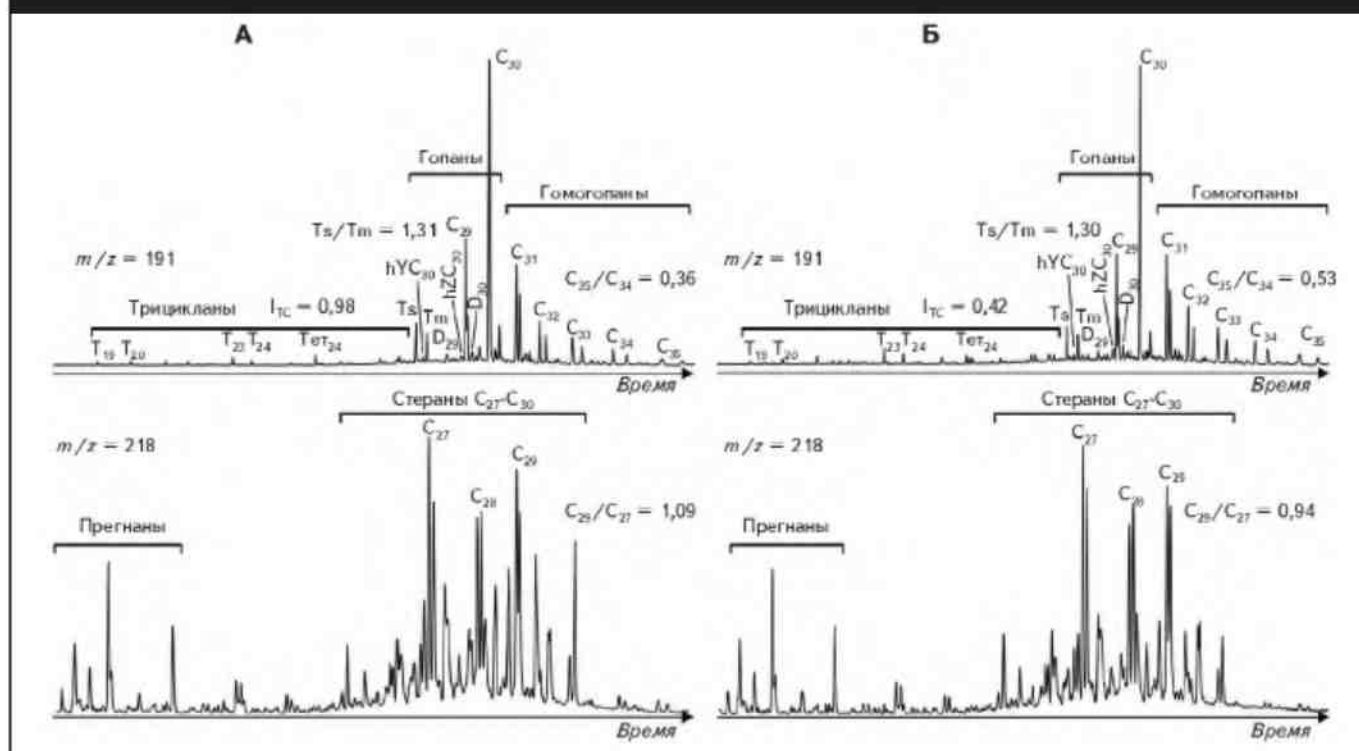 А
C₃₀
Гопаны
Гомогопаны
Ts/Tm = 1,31
C₂₉
m/z = 191
hYC₃₀
hZC₃₀
D₃₀
C₃₁
C₃₅/C₃₄ = 0,36
Трицикланы
I_TC = 0,98
Ts
Tm
D₂₉
C₃₂
C₃₃
C₃₄
C₃₅
T₁₉ T₂₀
T₂₃ T₂₄
Тет₂₄
Время
Стераны C₂₇-C₃₀
C₂₇
m/z = 218
C₂₈
C₂₉
C₂₉/C₂₇ = 1,09
Прегнаны
Время
Б
C₃₀
Гопаны
Гомогопаны
Ts/Tm = 1,30
C₂₉
m/z = 191
hYC₃₀
hZC₃₀
D₃₀
C₃₁
C₃₅/C₃₄ = 0,53
Трицикланы
I_TC = 0,42
Ts
Tm
D₂₉
C₃₂
C₃₃
C₃₄
C₃₅
T₁₉ T₂₀
T₂₃ T₂₄
Тет₂₄
Время
Стераны C₂₇-C₃₀
C₂₇
m/z = 218
C₂₈
C₂₉
C₂₉/C₂₇ = 0,94
Прегнаны
Время